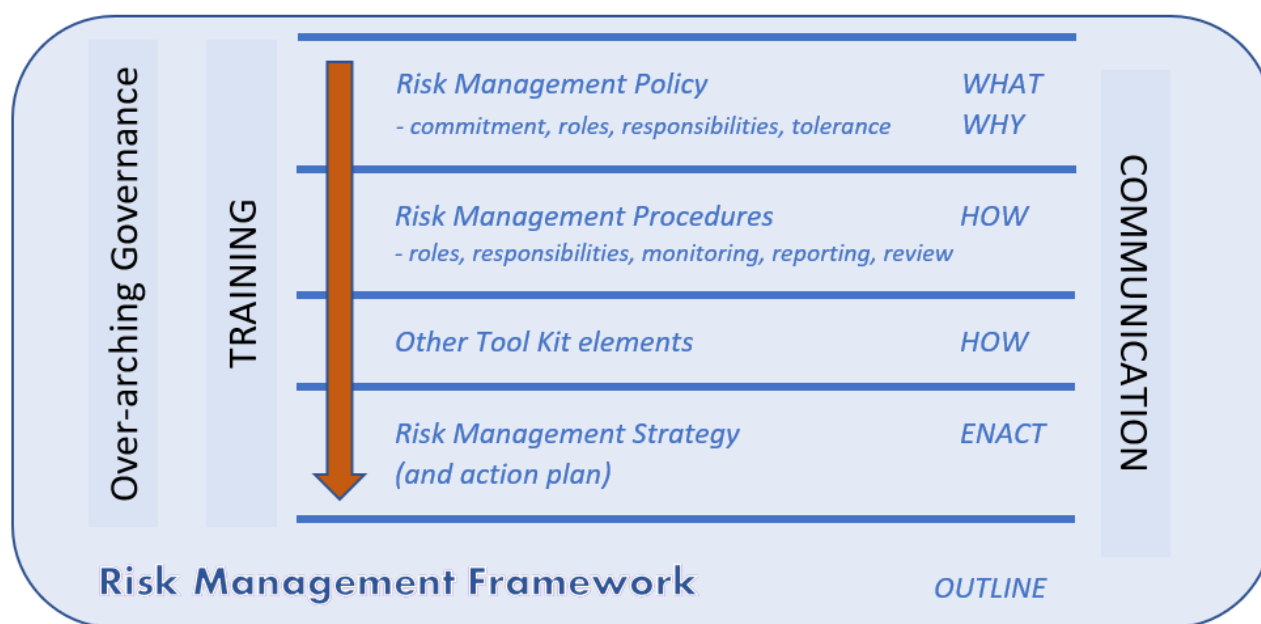 Over-arching Governance
TRAINING
Risk Management Policy WHAT
- commitment, roles, responsibilities, tolerance WHY
Risk Management Procedures HOW
- roles, responsibilities, monitoring, reporting, review
Other Tool Kit elements HOW
Risk Management Strategy ENACT
(and action plan)
COMMUNICATION
Risk Management Framework OUTLINE